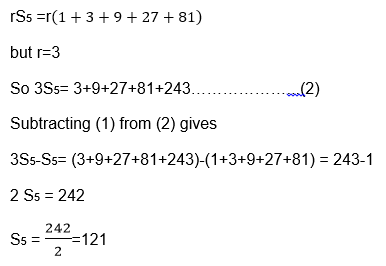 rS₅ =r(1 + 3 + 9 + 27 + 81)
but r=3
So 3S₅= 3+9+27+81+243…………………,,,,(2)
Subtracting (1) from (2) gives
3S₅-S₅= (3+9+27+81+243)-(1+3+9+27+81) = 243-1
2 S₅ = 242
S₅ = 242/2=121